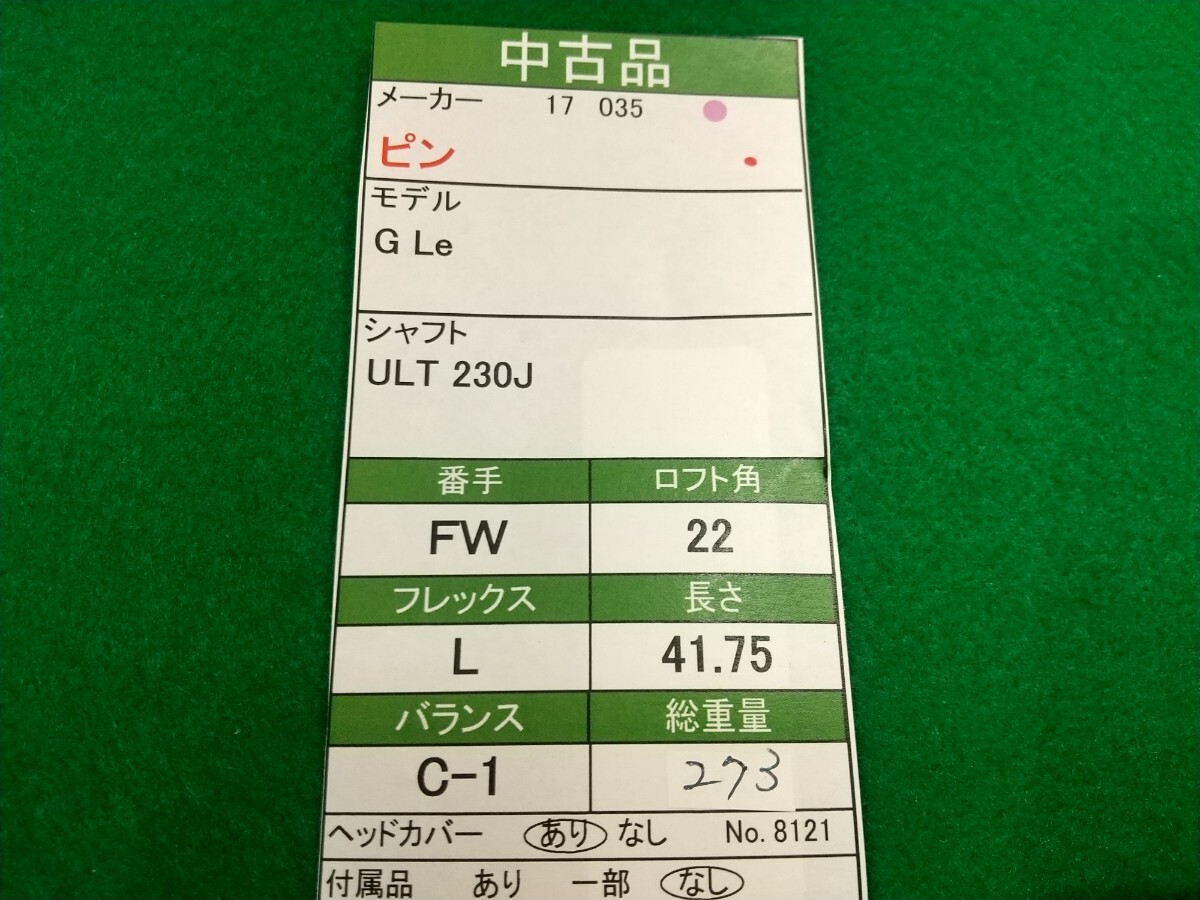 中古品
メーカー 17 035
ピン
モデル
G Le
シャフト
ULT 230J
番手 ロフト角
FW 22
フレックス 長さ
L 41.75
バランス 総重量
C-1 273
ヘッドカバー あり なし No.8121
付属品 あり 一部 なし